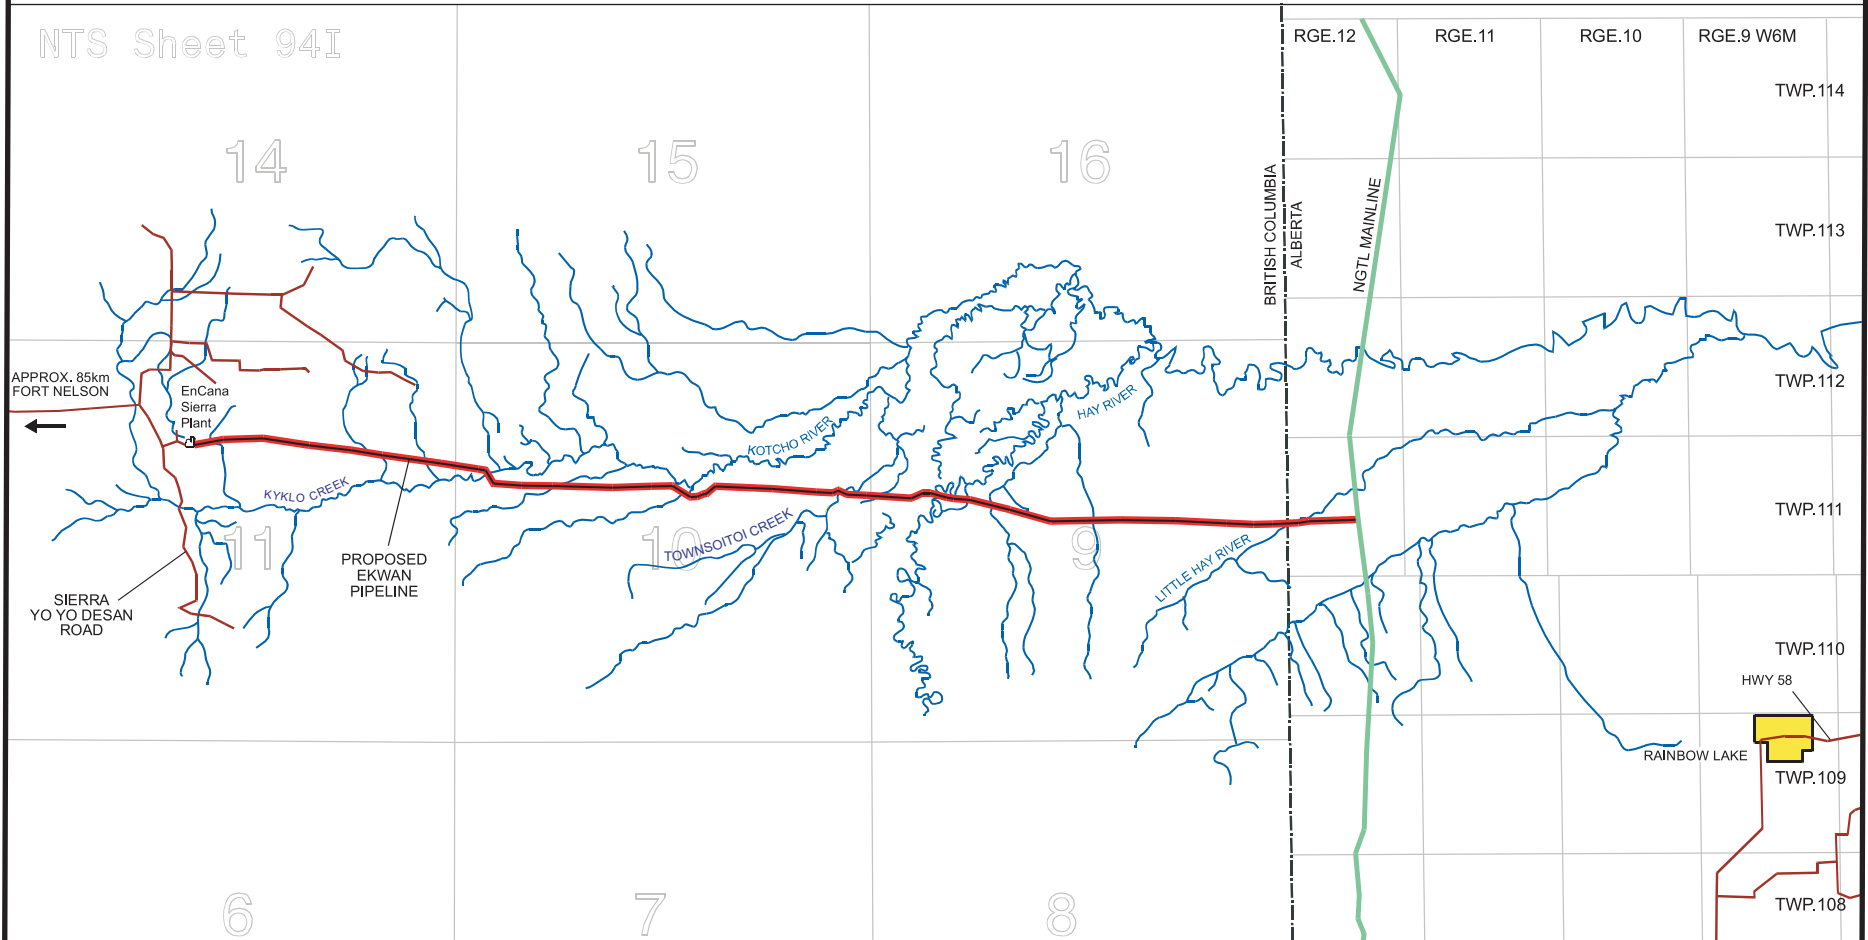 NTS Sheet 94I
RGE.12
RGE.11
RGE.10
RGE.9 W6M
TWP.114
14
15
16
BRITISH COLUMBIA
ALBERTA
NGTL MAINLINE
TWP.113
APPROX. 85km
FORT NELSON
EnCana
Sierra
Plant
TWP.112
HAY RIVER
KOTCHO RIVER
KYKLO CREEK
TOWNSOITOI CREEK
TWP.111
11
10
9
PROPOSED
EKWAN
PIPELINE
LITTLE HAY RIVER
SIERRA
YO YO DESAN
ROAD
TWP.110
HWY 58
RAINBOW LAKE
TWP.109
6
7
8
TWP.108